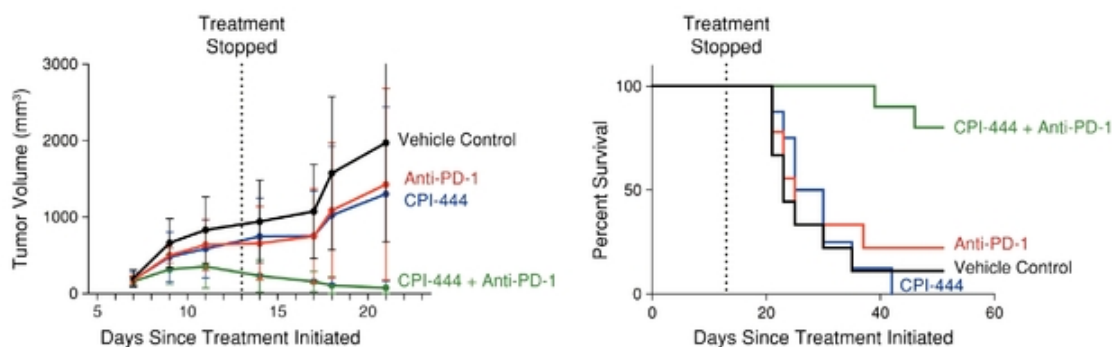 Treatment
Stopped
Tumor Volume (mm³)
3000
2000
1000
0
Vehicle Control
Anti-PD-1
CPI-444
CPI-444 + Anti-PD-1
5
10
15
20
Days Since Treatment Initiated
Treatment
Stopped
Percent Survival
100
50
0
CPI-444 + Anti-PD-1
Anti-PD-1
Vehicle Control
CPI-444
0
20
40
60
Days Since Treatment Initiated